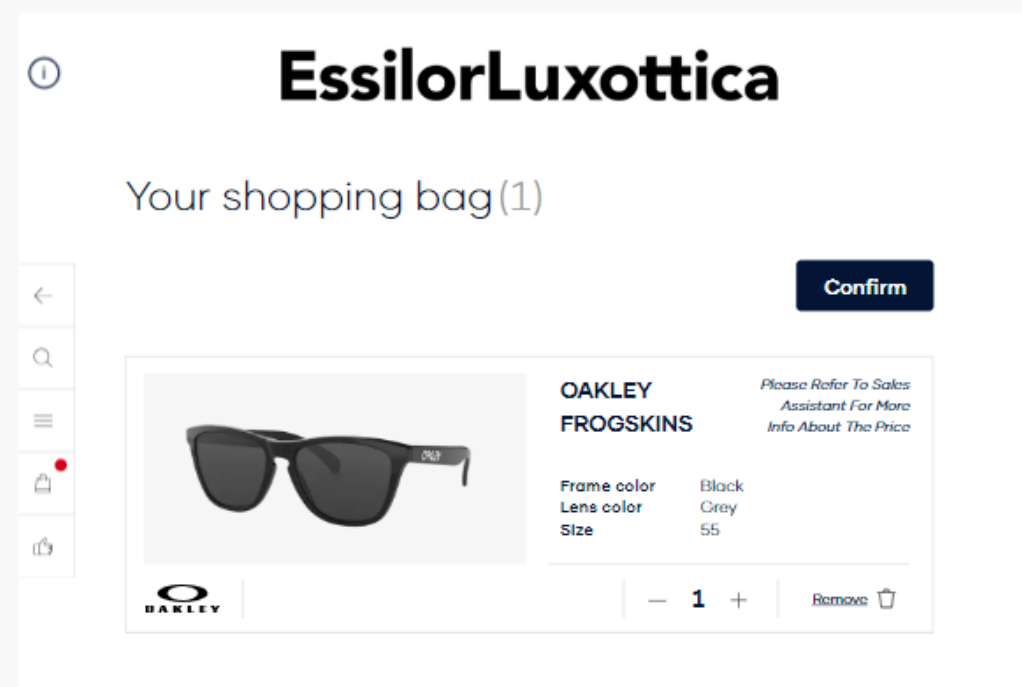 EssilorLuxottica
Your shopping bag (1)
Confirm
OAKLEY
FROGSKINS
Please Refer To Sales
Assistant For More
Info About The Price
Frame color Black
Lens color Grey
Size 55
OAKLEY
OAKLEY
— 1 +
Remove